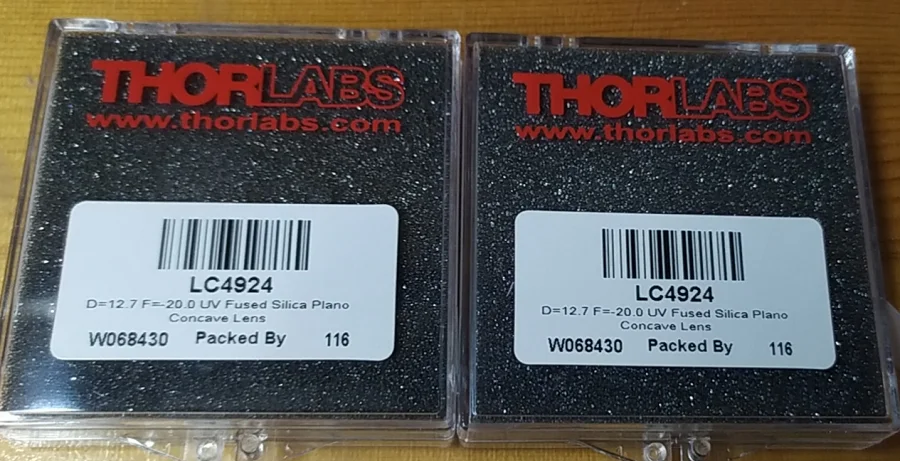 THORLABS
www.thorlabs.com
LC4924
D=12.7 F=-20.0 UV Fused Silica Plano
Concave Lens
W068430 Packed By 116
THORLABS
www.thorlabs.com
LC4924
D=12.7 F=-20.0 UV Fused Silica Plano
Concave Lens
W068430 Packed By 116